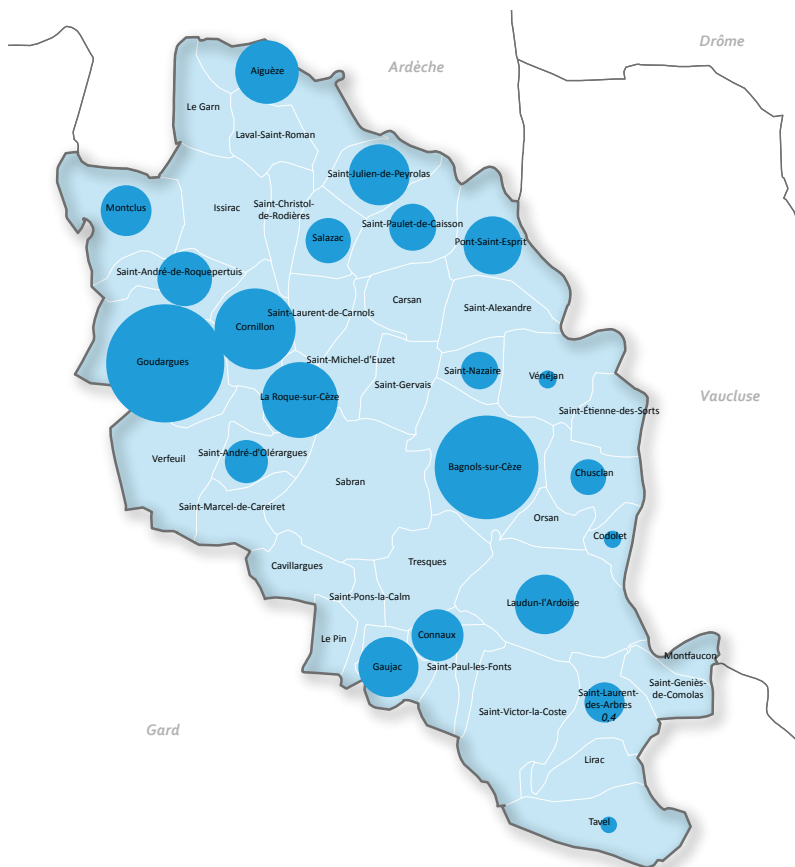 Drôme
Ardèche
Aiguèze
Le Garn
Laval-Saint-Roman
Saint-Julien-de-Peyrolas
Montclus
Issirac
Saint-Christol-
de-Rodières
Saint-Paulet-de-Caisson
Salazac
Pont-Saint-Esprit
Saint-André-de-Roquepertuis
Carsan
Saint-Alexandre
Saint-Laurent-de-Carnols
Cornillon
Goudargues
Saint-Michel-d'Euzet
Saint-Nazaire
Vénéjan
Saint-Gervais
La Roque-sur-Cèze
Vaucluse
Saint-Étienne-des-Sorts
Saint-André-d'Olérargues
Verfeuil
Bagnols-sur-Cèze
Chusclan
Sabran
Saint-Marcel-de-Careiret
Orsan
Codolet
Cavillargues
Tresques
Saint-Pons-la-Calm
Laudun-l'Ardoise
Le Pin
Connaux
Gaujac
Saint-Paul-les-Fonts
Montfaucon
Saint-Geniès-
de-Comolas
Saint-Laurent-
des-Arbres
0,4
Saint-Victor-la-Coste
Gard
Lirac
Tavel